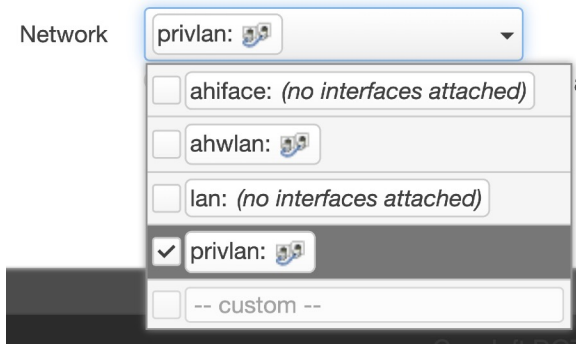 Network privlan:
ahiface: (no interfaces attached)
ahwlan:
lan: (no interfaces attached)
privlan:
-- custom --